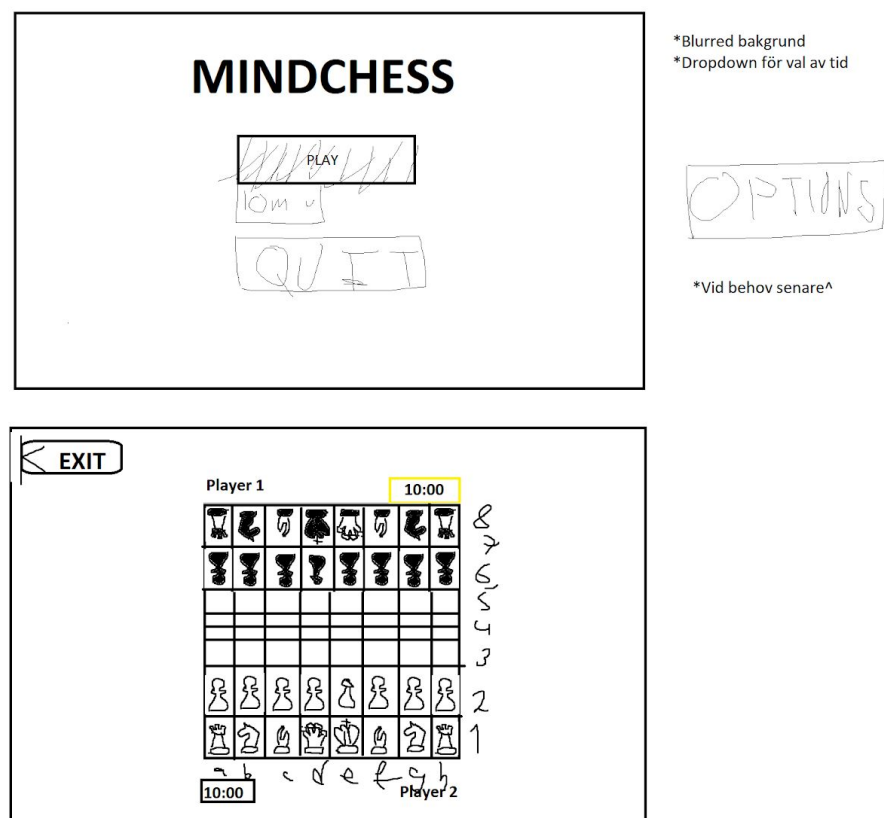 MINDCHESS
PLAY
10m
QUIT
*Blurred bakgrund
*Dropdown för val av tid
OPTIONS
*Vid behov senare^
EXIT
Player 1
10:00
8
7
6
5
4
3
2
1
a b c d e f g h
10:00
Player 2